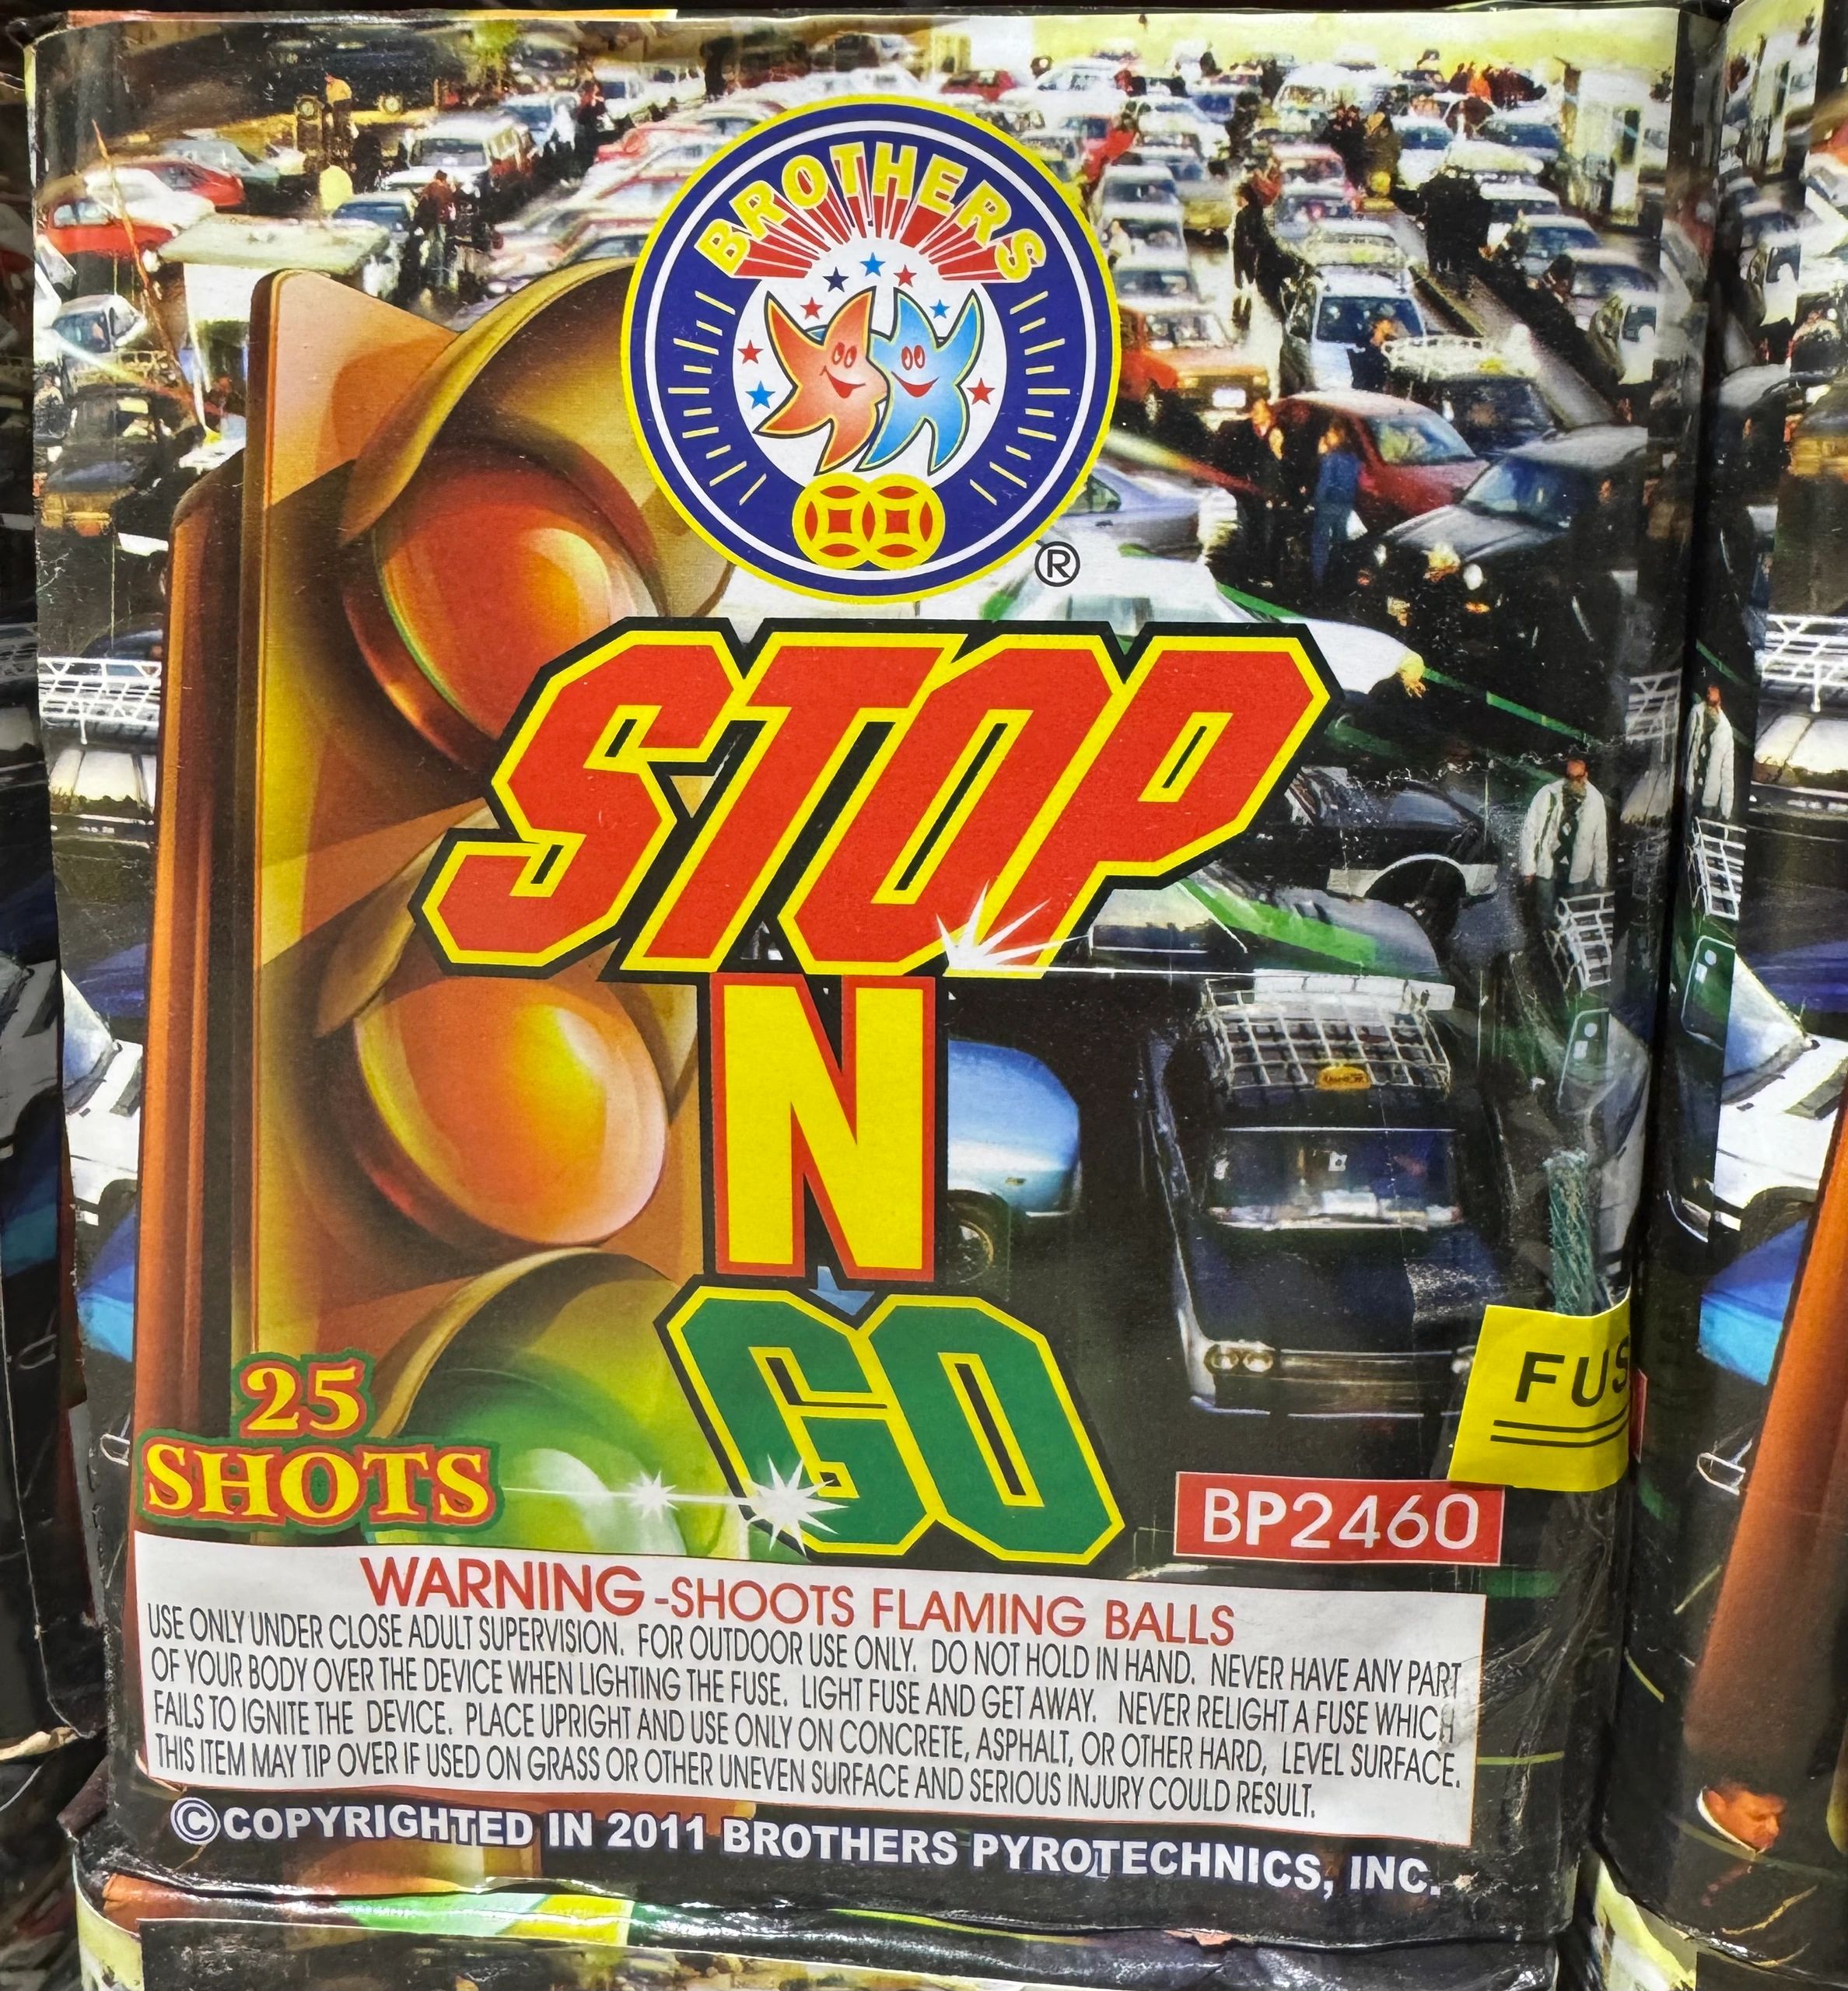 BROTHERS
®
STOP
N
GO
25
SHOTS
FUS
BP2460
WARNING -SHOOTS FLAMING BALLS
USE ONLY UNDER CLOSE ADULT SUPERVISION. FOR OUTDOOR USE ONLY. DO NOT HOLD IN HAND. NEVER HAVE ANY PART
OF YOUR BODY OVER THE DEVICE WHEN LIGHTING THE FUSE. LIGHT FUSE AND GET AWAY. NEVER RELIGHT A FUSE WHICH
FAILS TO IGNITE THE DEVICE. PLACE UPRIGHT AND USE ONLY ON CONCRETE, ASPHALT, OR OTHER HARD, LEVEL SURFACE.
THIS ITEM MAY TIP OVER IF USED ON GRASS OR OTHER UNEVEN SURFACE AND SERIOUS INJURY COULD RESULT.
©COPYRIGHTED IN 2011 BROTHERS PYROTECHNICS, INC.